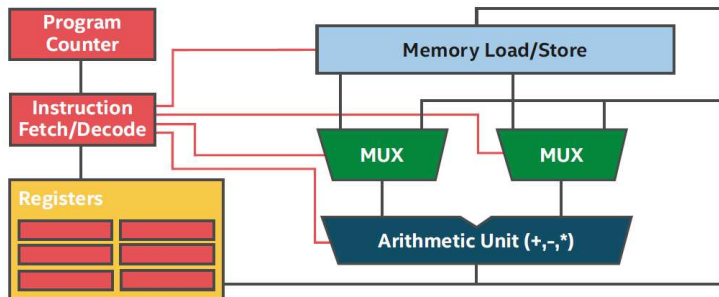 Program
Counter
Memory Load/Store
Instruction
Fetch/Decode
MUX
MUX
Registers
Arithmetic Unit (+,-,*)